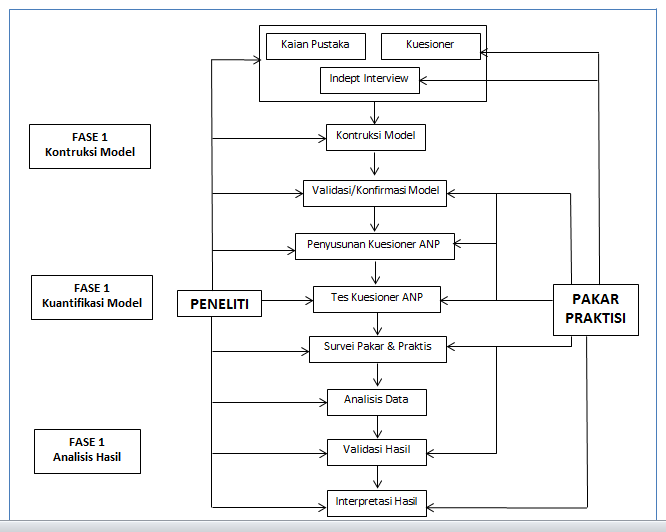 Kaian Pustaka
Kuesioner
Indept Interview
FASE 1
Kontruksi Model
Kontruksi Model
Validasi/Konfirmasi Model
Penyusunan Kuesioner ANP
FASE 1
Kuantifikasi Model
PENELITI
Tes Kuesioner ANP
PAKAR
PRAKTISI
Survei Pakar & Praktis
Analisis Data
FASE 1
Analisis Hasil
Validasi Hasil
Interpretasi Hasil